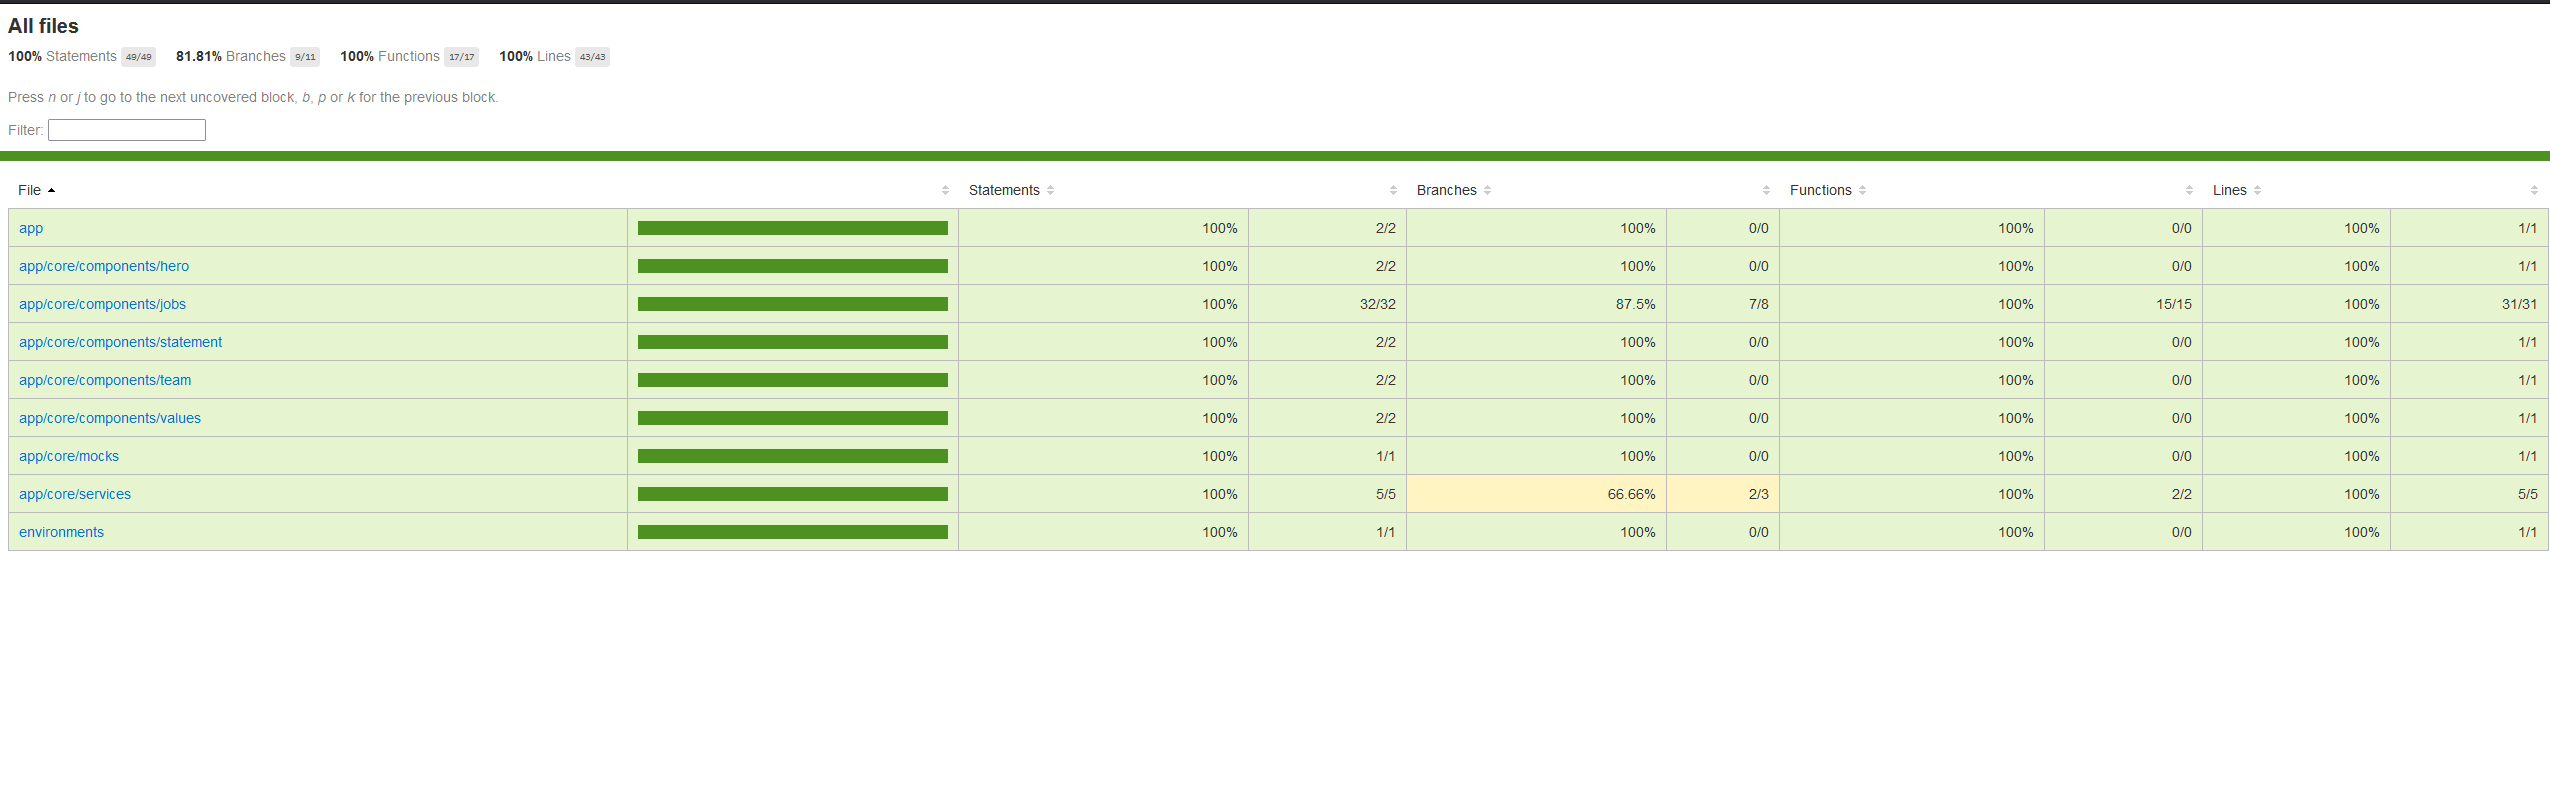 All files
100% Statements 49/49 81.81% Branches 9/11 100% Functions 17/17 100% Lines 43/43
Press n or j to go to the next uncovered block, b, p or k for the previous block.
Filter:
File Statements Branches Functions Lines
app 100% 2/2 100% 0/0 100% 0/0 100% 1/1
app/core/components/hero 100% 2/2 100% 0/0 100% 0/0 100% 1/1
app/core/components/jobs 100% 32/32 87.5% 7/8 100% 15/15 100% 31/31
app/core/components/statement 100% 2/2 100% 0/0 100% 0/0 100% 1/1
app/core/components/team 100% 2/2 100% 0/0 100% 0/0 100% 1/1
app/core/components/values 100% 2/2 100% 0/0 100% 0/0 100% 1/1
app/core/mocks 100% 1/1 100% 0/0 100% 0/0 100% 1/1
app/core/services 100% 5/5 66.66% 2/3 100% 2/2 100% 5/5
environments 100% 1/1 100% 0/0 100% 0/0 100% 1/1